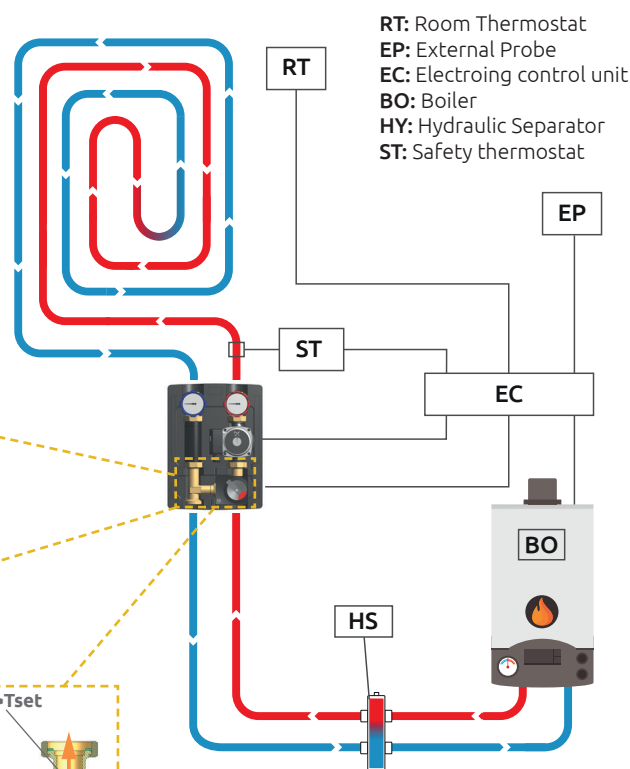 RT: Room Thermostat
EP: External Probe
EC: Electroing control unit
BO: Boiler
HY: Hydraulic Separator
ST: Safety thermostat
RT
EP
ST
EC
BO
HS
Tset